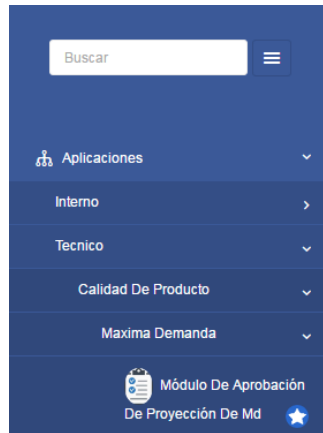 Buscar
Aplicaciones
Interno
Tecnico
Calidad De Producto
Maxima Demanda
Módulo De Aprobación
De Proyección De Md